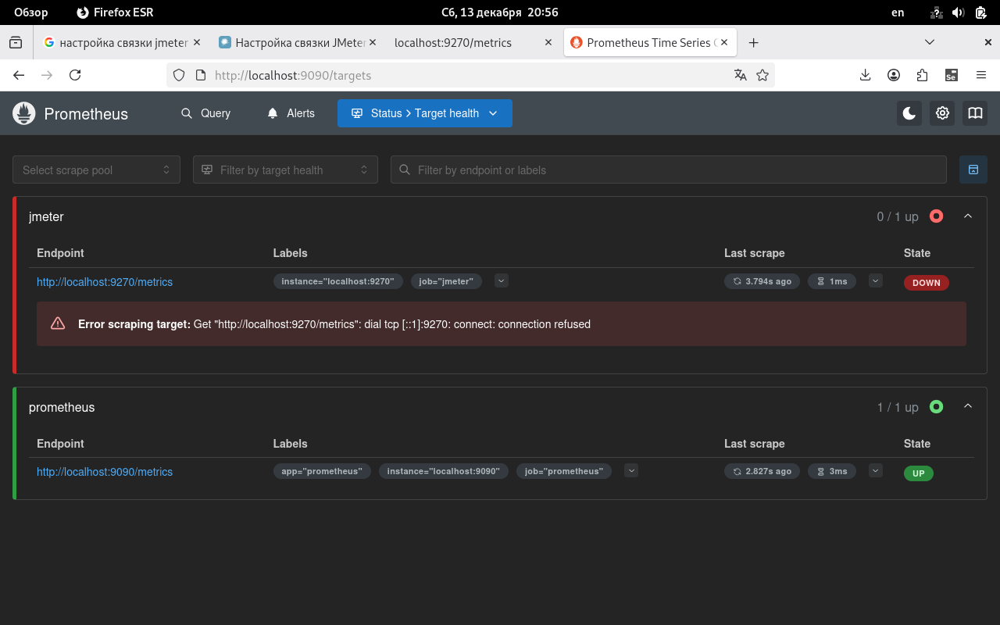 Обзор Firefox ESR Сб, 13 декабря 20:56 en
настройка связки jmeter Настройка связки JMeter localhost:9270/metrics Prometheus Time Series C
http://localhost:9090/targets Se
Prometheus Query Alerts Status > Target health
Select scrape pool Filter by target health Filter by endpoint or labels
jmeter 0 / 1 up
Endpoint Labels Last scrape State
http://localhost:9270/metrics instance="localhost:9270" job="jmeter" 3.794s ago 1ms DOWN
Error scraping target: Get "http://localhost:9270/metrics": dial tcp [::1]:9270: connect: connection refused
prometheus 1 / 1 up
Endpoint Labels Last scrape State
http://localhost:9090/metrics app="prometheus" instance="localhost:9090" job="prometheus" 2.827s ago 3ms UP